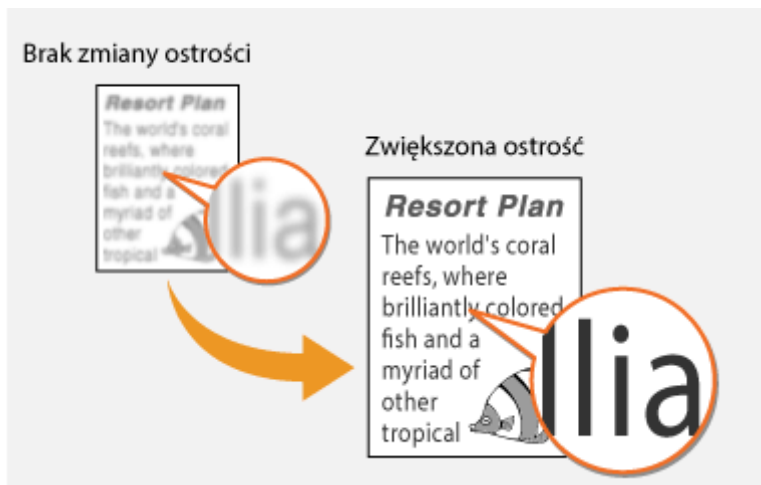 Brak zmiany ostrości
Resort Plan
The world's coral
reefs, where
brilliantly colored
fish and a
myriad of
other
tropical
llia
Zwiększona ostrość
Resort Plan
The world's coral
reefs, where
brilliantly colored
fish and a
myriad of
other
tropical
llia